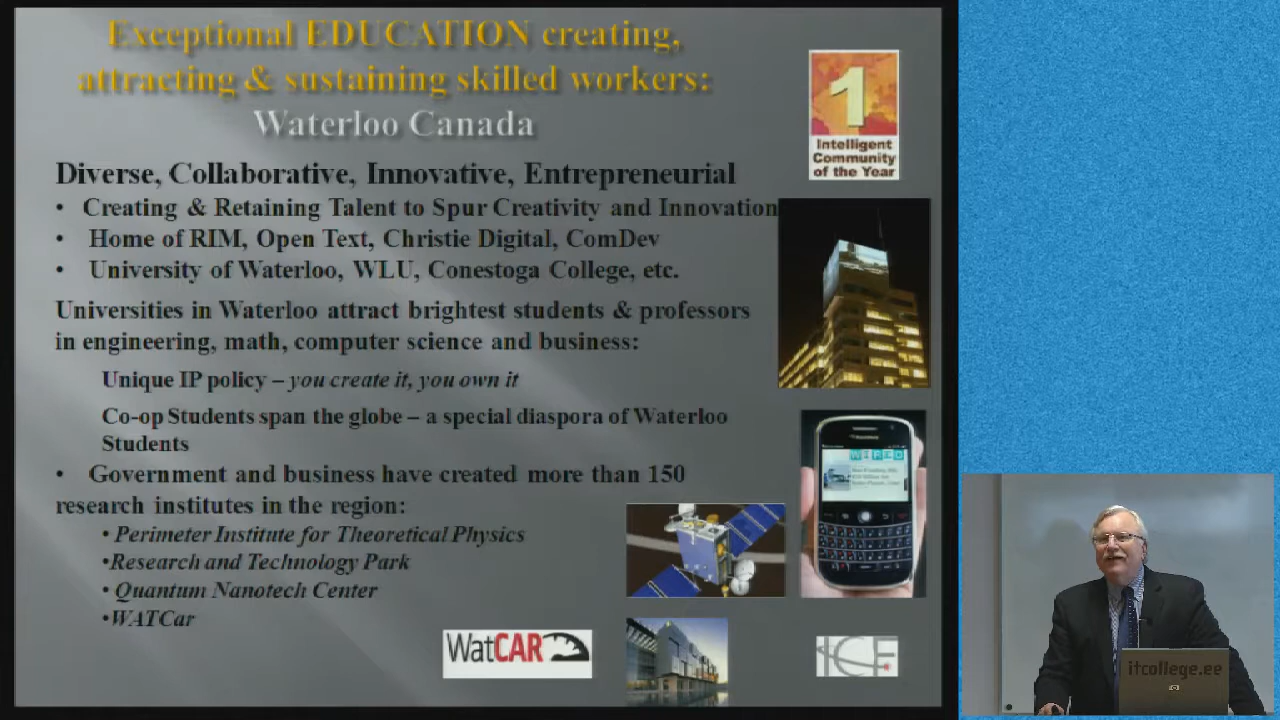 Exceptional EDUCATION creating,
attracting & sustaining skilled workers:
Waterloo Canada
1
Intelligent
Community
of the Year
Diverse, Collaborative, Innovative, Entrepreneurial
• Creating & Retaining Talent to Spur Creativity and Innovation
• Home of RIM, Open Text, Christie Digital, ComDev
• University of Waterloo, WLU, Conestoga College, etc.
Universities in Waterloo attract brightest students & professors
in engineering, math, computer science and business:
Unique IP policy – you create it, you own it
Co-op Students span the globe – a special diaspora of Waterloo
Students
• Government and business have created more than 150
research institutes in the region:
• Perimeter Institute for Theoretical Physics
•Research and Technology Park
• Quantum Nanotech Center
•WATCar
WIRED
WatCAR
ICF
itcollege.ee